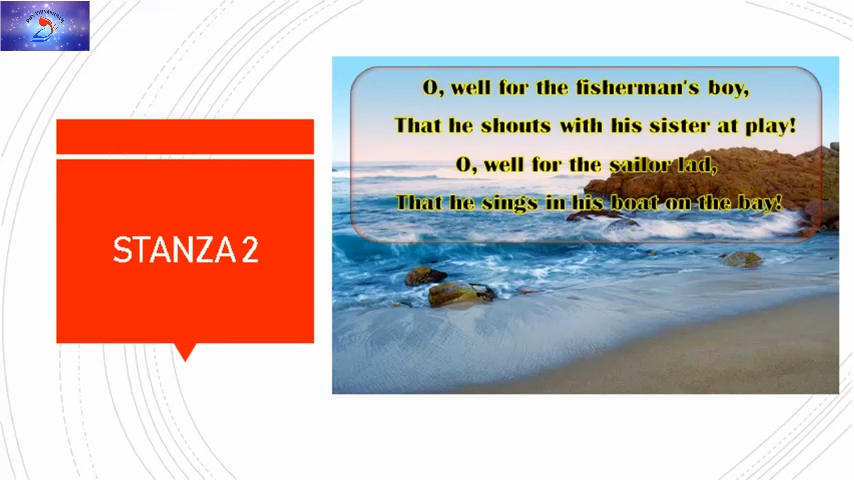 STANZA 2
O, well for the fisherman's boy,
That he shouts with his sister at play!
O, well for the sailor lad,
That he sings in his boat on the bay!